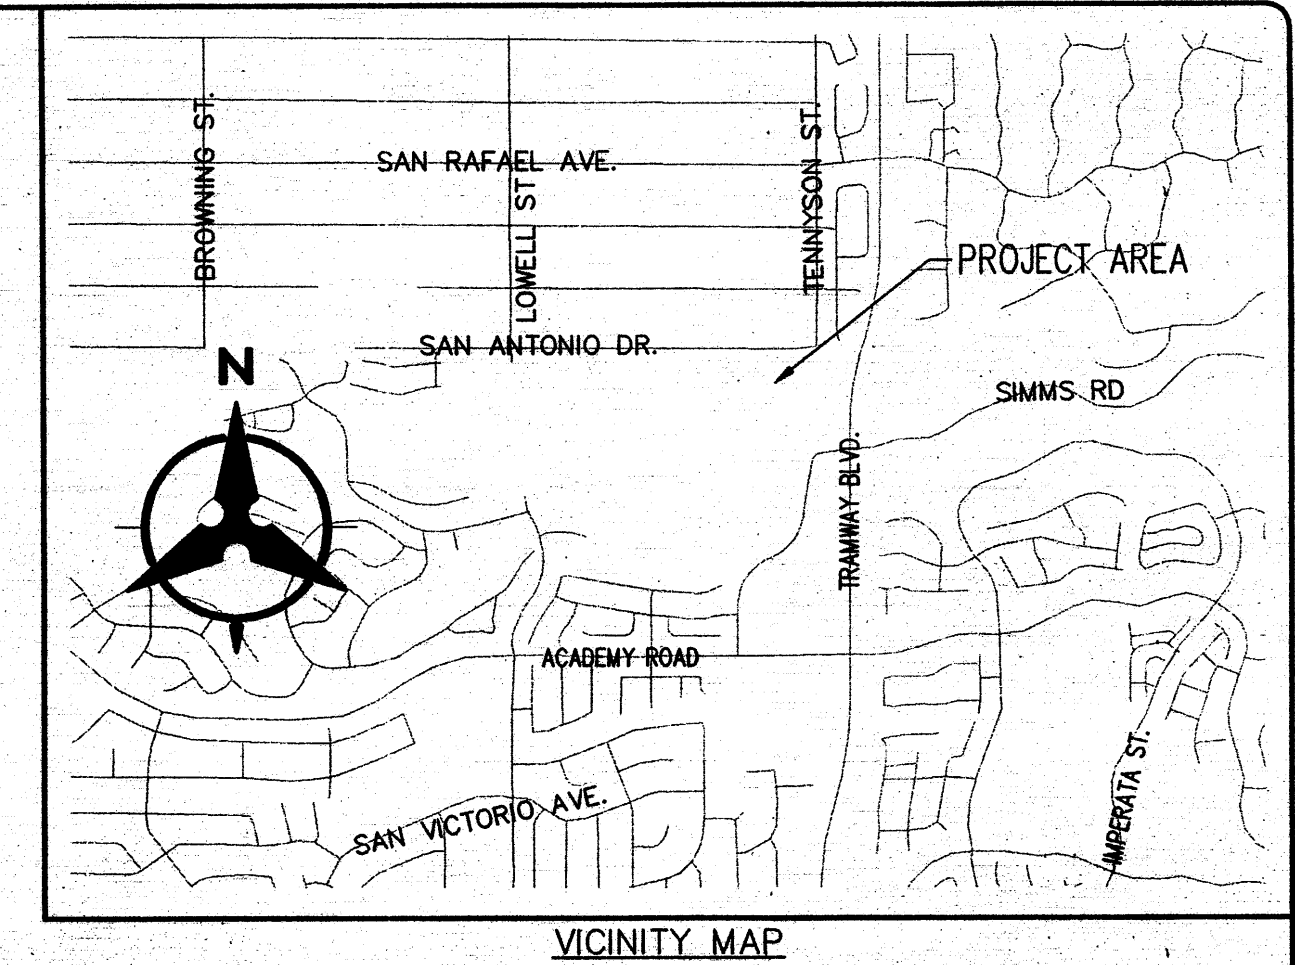 BROWNING ST.
SAN RAFAEL AVE.
LOWELL ST
TENNYSON ST.
PROJECT AREA
SAN ANTONIO DR.
N
SIMMS RD
TRAMWAY BLVD.
ACADEMY ROAD
IMPERATA ST.
SAN VICTORIO AVE.
VICINITY MAP